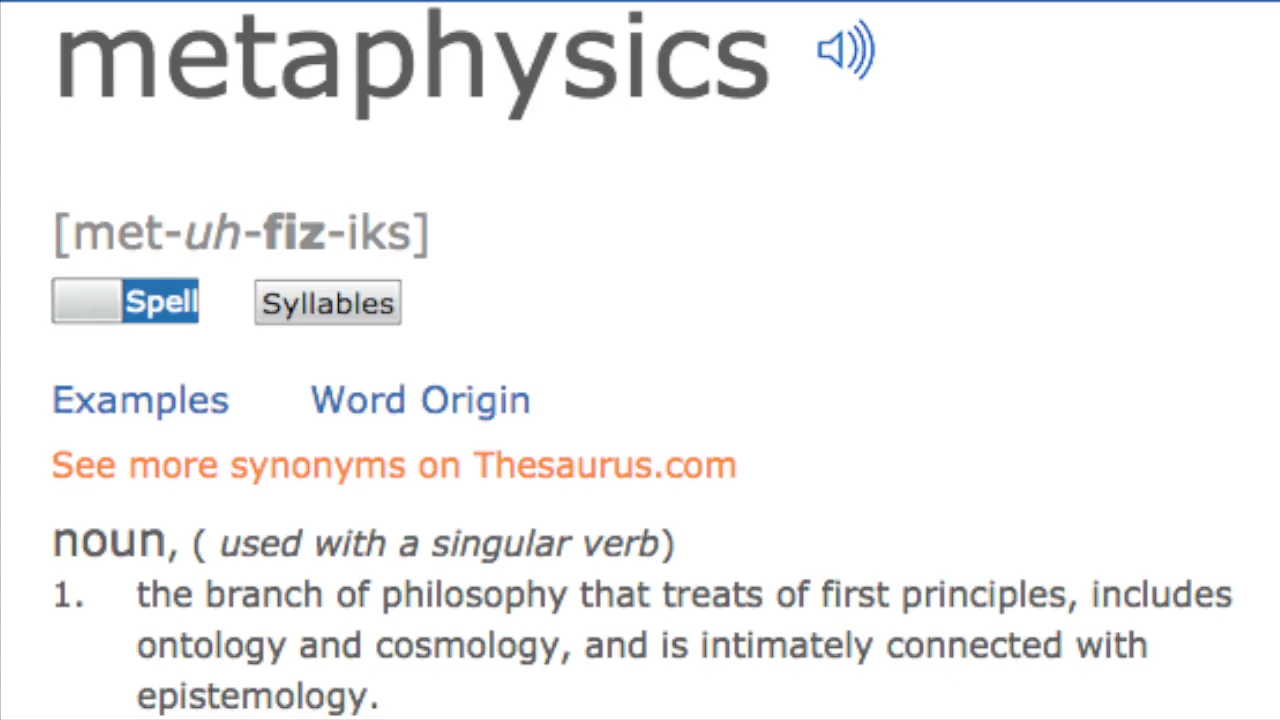 metaphysics
[met-uh-fiz-iks]
Spell Syllables
Examples Word Origin
See more synonyms on Thesaurus.com
noun, ( used with a singular verb)
1. the branch of philosophy that treats of first principles, includes
ontology and cosmology, and is intimately connected with
epistemology.